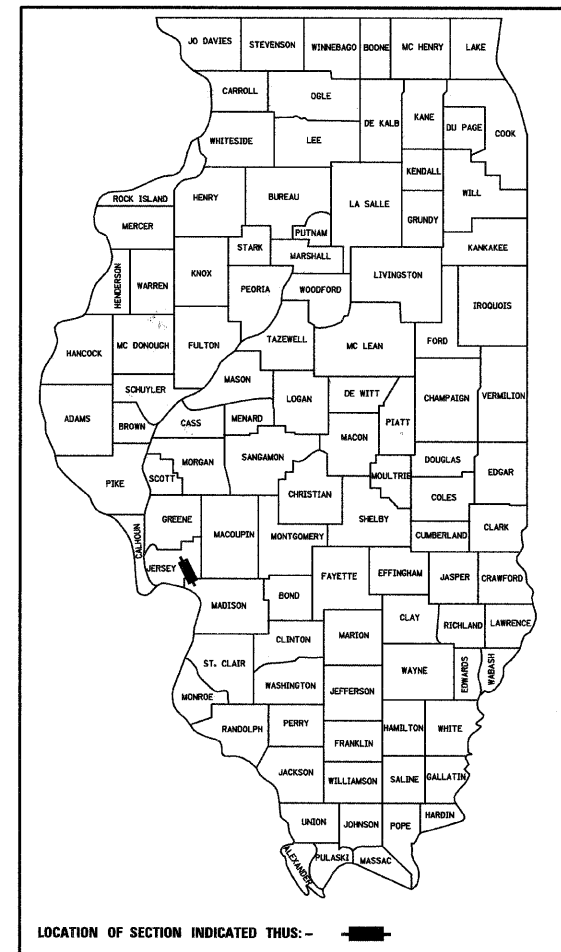 JO DAVIES STEVENSON WINNEBAGO BOONE MC HENRY LAKE
CARROLL OGLE DE KALB KANE DU PAGE COOK
WHITESIDE LEE
KENDALL WILL
ROCK ISLAND HENRY BUREAU LA SALLE GRUNDY
MERCER PUTNAM
STARK MARSHALL KANKAKEE
HENDERSON WARREN KNOX PEORIA WOODFORD LIVINGSTON IROQUOIS
HANCOCK MC DONOUGH FULTON TAZEWELL MC LEAN FORD
MASON
SCHUYLER LOGAN DE WITT CHAMPAIGN VERMILION
ADAMS BROWN CASS MENARD MACON PIATT
MORGAN SANGAMON DOUGLAS EDGAR
PIKE SCOTT CHRISTIAN MOULTRIE COLES
GREENE MACOUPIN MONTGOMERY SHELBY CUMBERLAND CLARK
CALHOUN JERSEY FAYETTE EFFINGHAM JASPER CRAWFORD
MADISON BOND CLAY RICHLAND LAWRENCE
CLINTON MARION
ST. CLAIR WAYNE EDWARDS WABASH
WASHINGTON JEFFERSON
MONROE
RANDOLPH PERRY HAMILTON WHITE
FRANKLIN
JACKSON WILLIAMSON SALINE GALLATIN
UNION JOHNSON POPE HARDIN
ALEXANDER PULASKI MASSAC
LOCATION OF SECTION INDICATED THUS: -